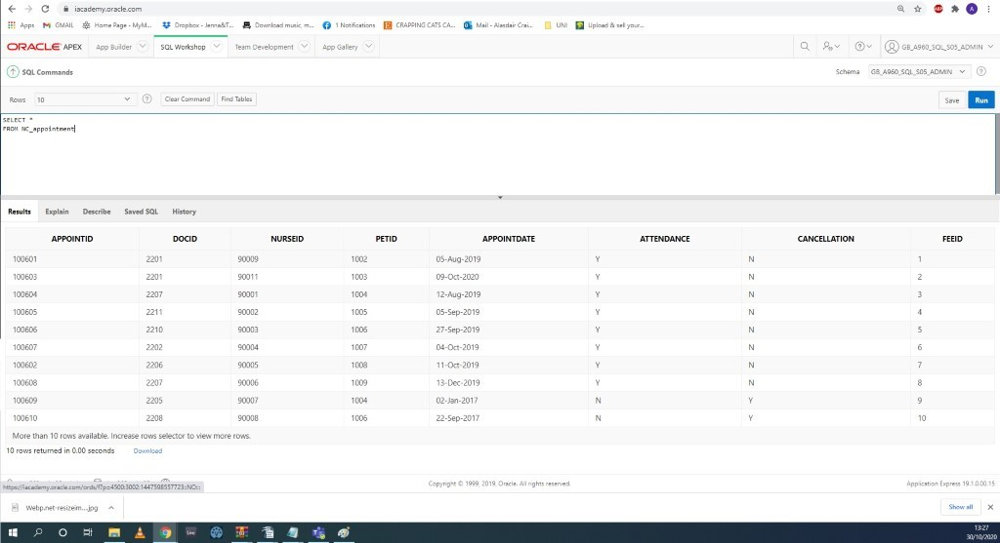 iacademy.oracle.com
A
Apps M GMAIL Home Page - MyM... Dropbox - Jenna&T... Download music, m... 1 Notifications CRAPPING CATS CA... Mail - Alasdair Crai... UNI Upload & sell your...
ORACLE APEX App Builder SQL Workshop Team Development App Gallery GB_A960_SQL_S05_ADMIN
SQL Commands Schema GB_A960_SQL_S05_ADMIN
Rows 10 Clear Command Find Tables Save Run
SELECT *
FROM NC_appointment
Results Explain Describe Saved SQL History
APPOINTID DOCID NURSEID PETID APPOINTDATE ATTENDANCE CANCELLATION FEEID
100601 2201 90009 1002 05-Aug-2019 Y N 1
100603 2201 90011 1003 09-Oct-2020 Y N 2
100604 2207 90001 1004 12-Aug-2019 Y N 3
100605 2211 90002 1005 05-Sep-2019 Y N 4
100606 2210 90003 1006 27-Sep-2019 Y N 5
100607 2202 90004 1007 04-Oct-2019 Y N 6
100602 2206 90005 1008 11-Oct-2019 Y N 7
100608 2207 90006 1009 13-Dec-2019 Y N 8
100609 2205 90007 1004 02-Jan-2017 N Y 9
100610 2208 90008 1006 22-Sep-2017 N Y 10
More than 10 rows available. Increase rows selector to view more rows.
10 rows returned in 0.00 seconds Download
https://iacademy.oracle.com/ords/f?p=4500:3002:1447598557723::NO:::
Copyright © 1999, 2019, Oracle. All rights reserved. Application Express 19.1.0.00.15
Webp.net-resizeim....jpg Show all
13:27
30/10/2020